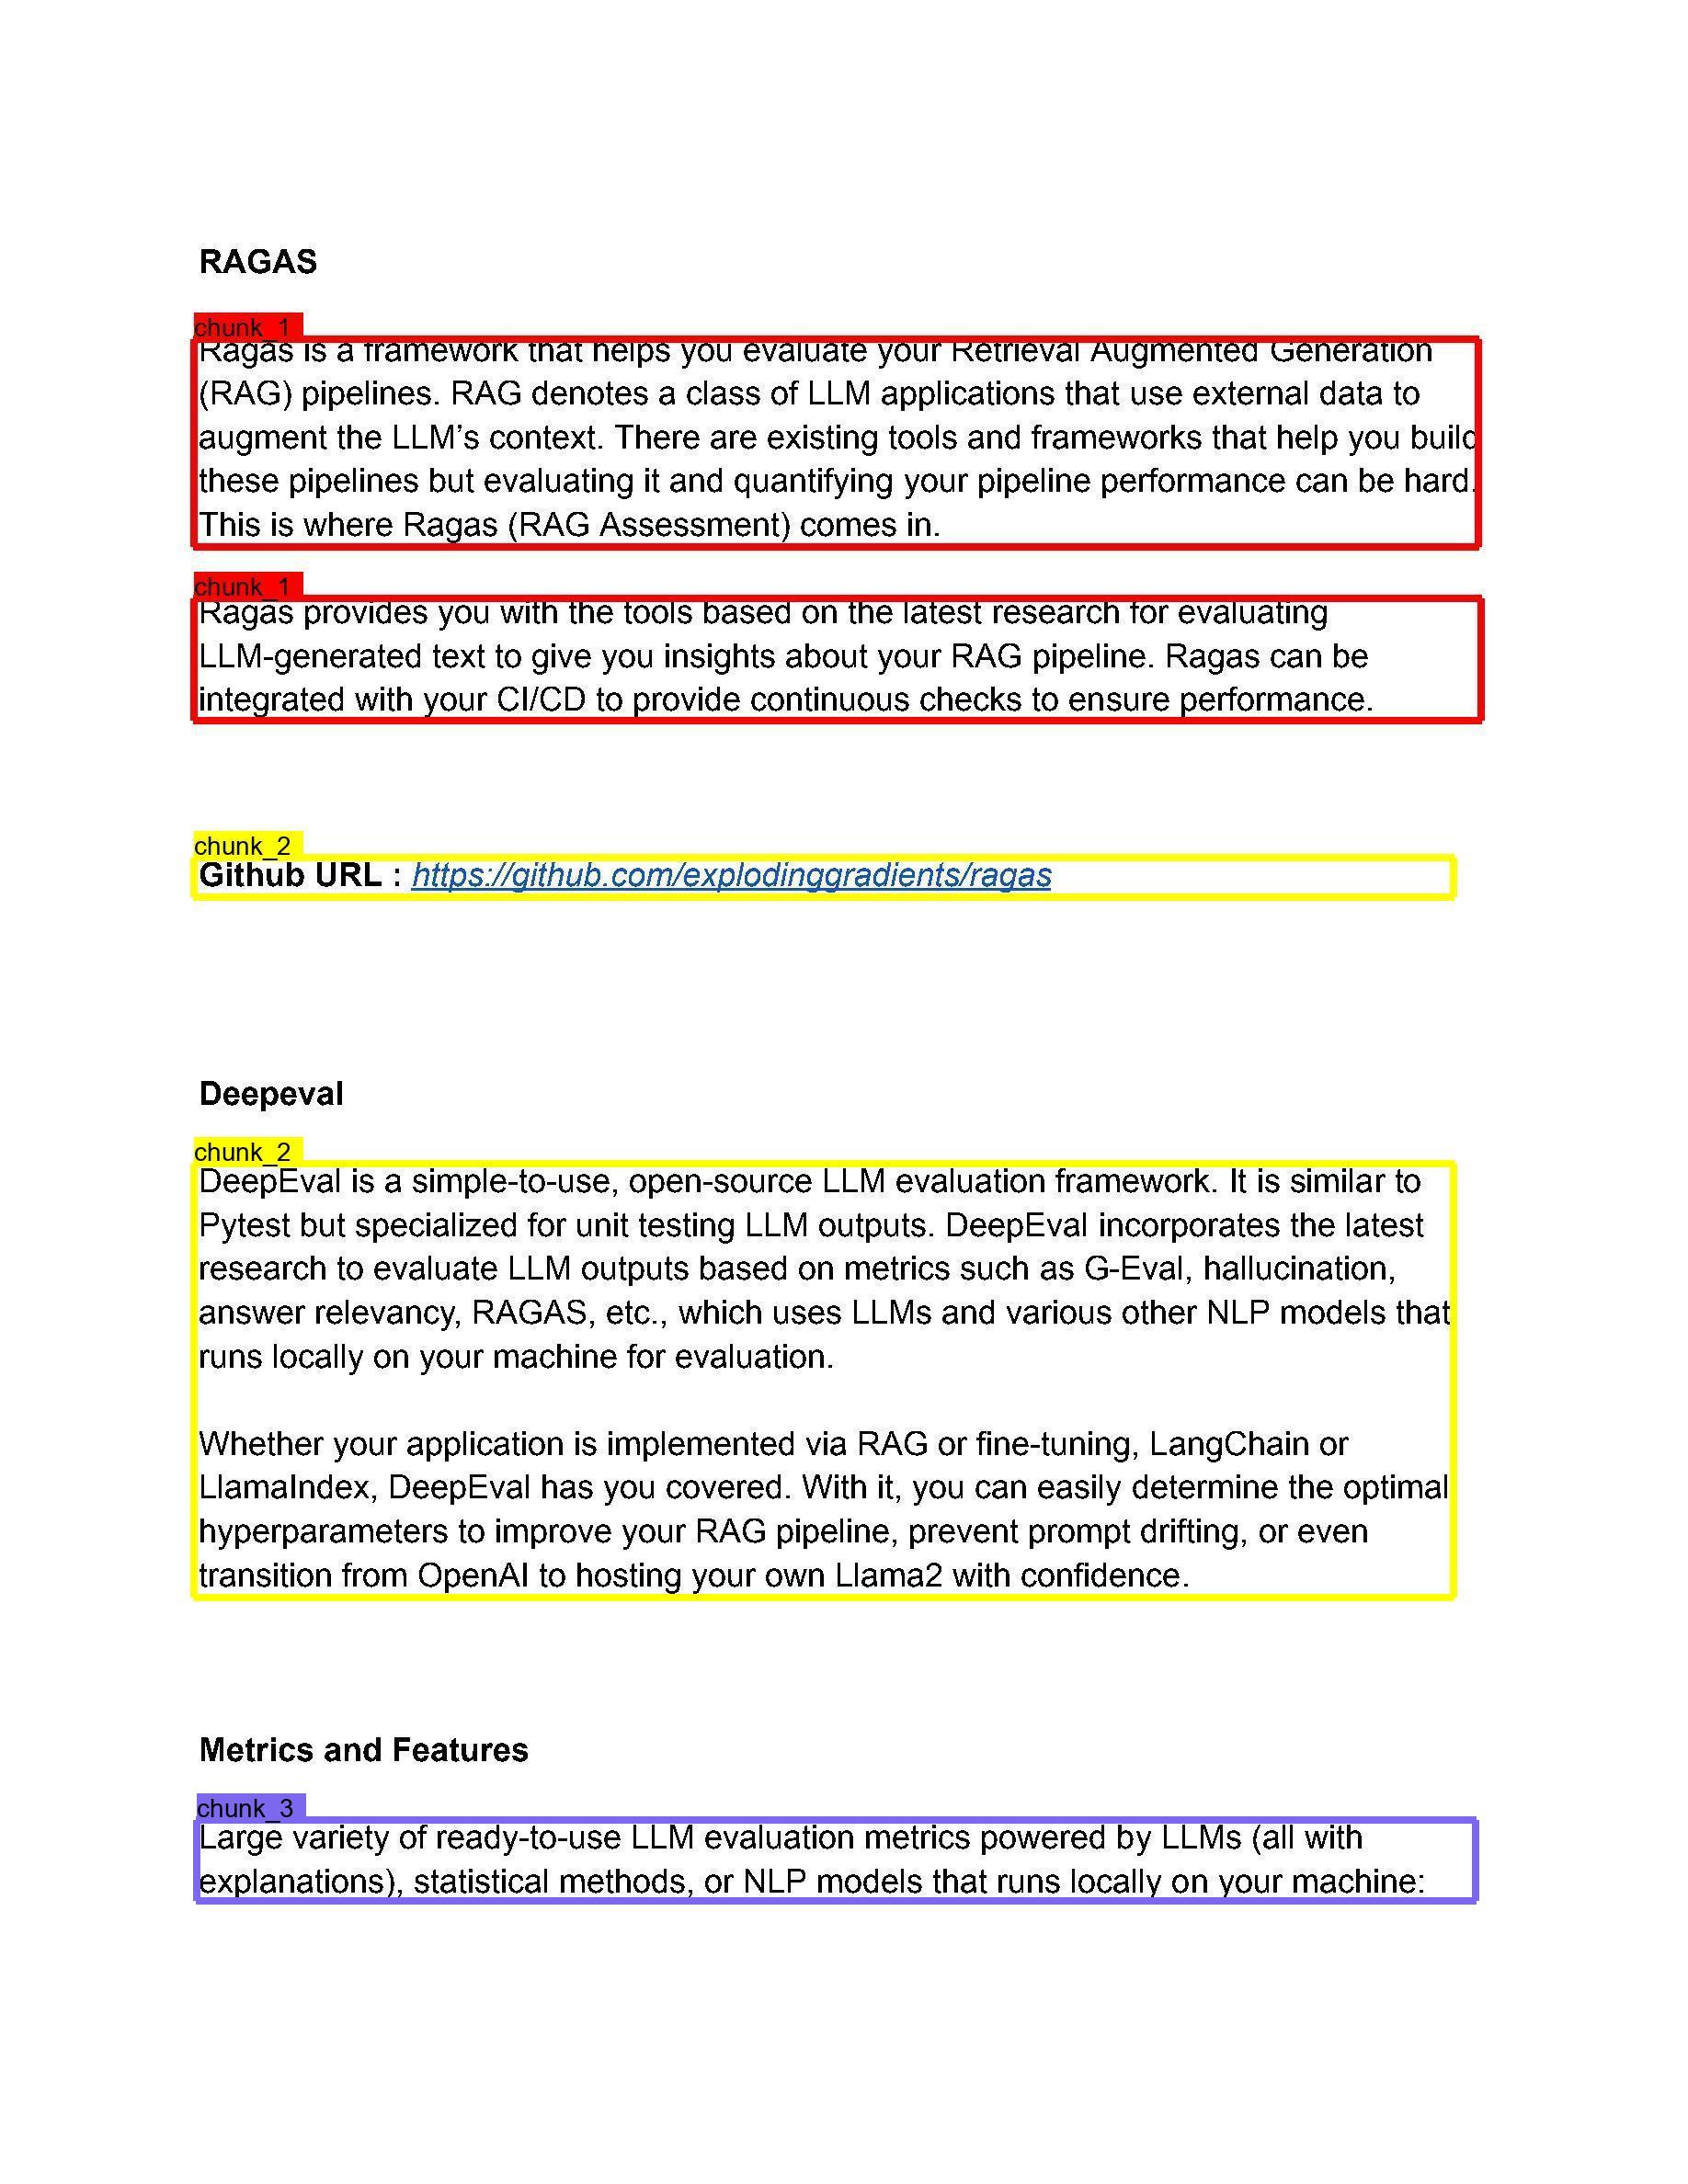 RAGAS
chunk_1
Ragas is a framework that helps you evaluate your Retrieval Augmented Generation
(RAG) pipelines. RAG denotes a class of LLM applications that use external data to
augment the LLM’s context. There are existing tools and frameworks that help you build
these pipelines but evaluating it and quantifying your pipeline performance can be hard.
This is where Ragas (RAG Assessment) comes in.
chunk_1
Ragas provides you with the tools based on the latest research for evaluating
LLM-generated text to give you insights about your RAG pipeline. Ragas can be
integrated with your CI/CD to provide continuous checks to ensure performance.
chunk_2
Github URL : https://github.com/explodinggradients/ragas
Deepeval
chunk_2
DeepEval is a simple-to-use, open-source LLM evaluation framework. It is similar to
Pytest but specialized for unit testing LLM outputs. DeepEval incorporates the latest
research to evaluate LLM outputs based on metrics such as G-Eval, hallucination,
answer relevancy, RAGAS, etc., which uses LLMs and various other NLP models that
runs locally on your machine for evaluation.
Whether your application is implemented via RAG or fine-tuning, LangChain or
LlamaIndex, DeepEval has you covered. With it, you can easily determine the optimal
hyperparameters to improve your RAG pipeline, prevent prompt drifting, or even
transition from OpenAI to hosting your own Llama2 with confidence.
Metrics and Features
chunk_3
Large variety of ready-to-use LLM evaluation metrics powered by LLMs (all with
explanations), statistical methods, or NLP models that runs locally on your machine: